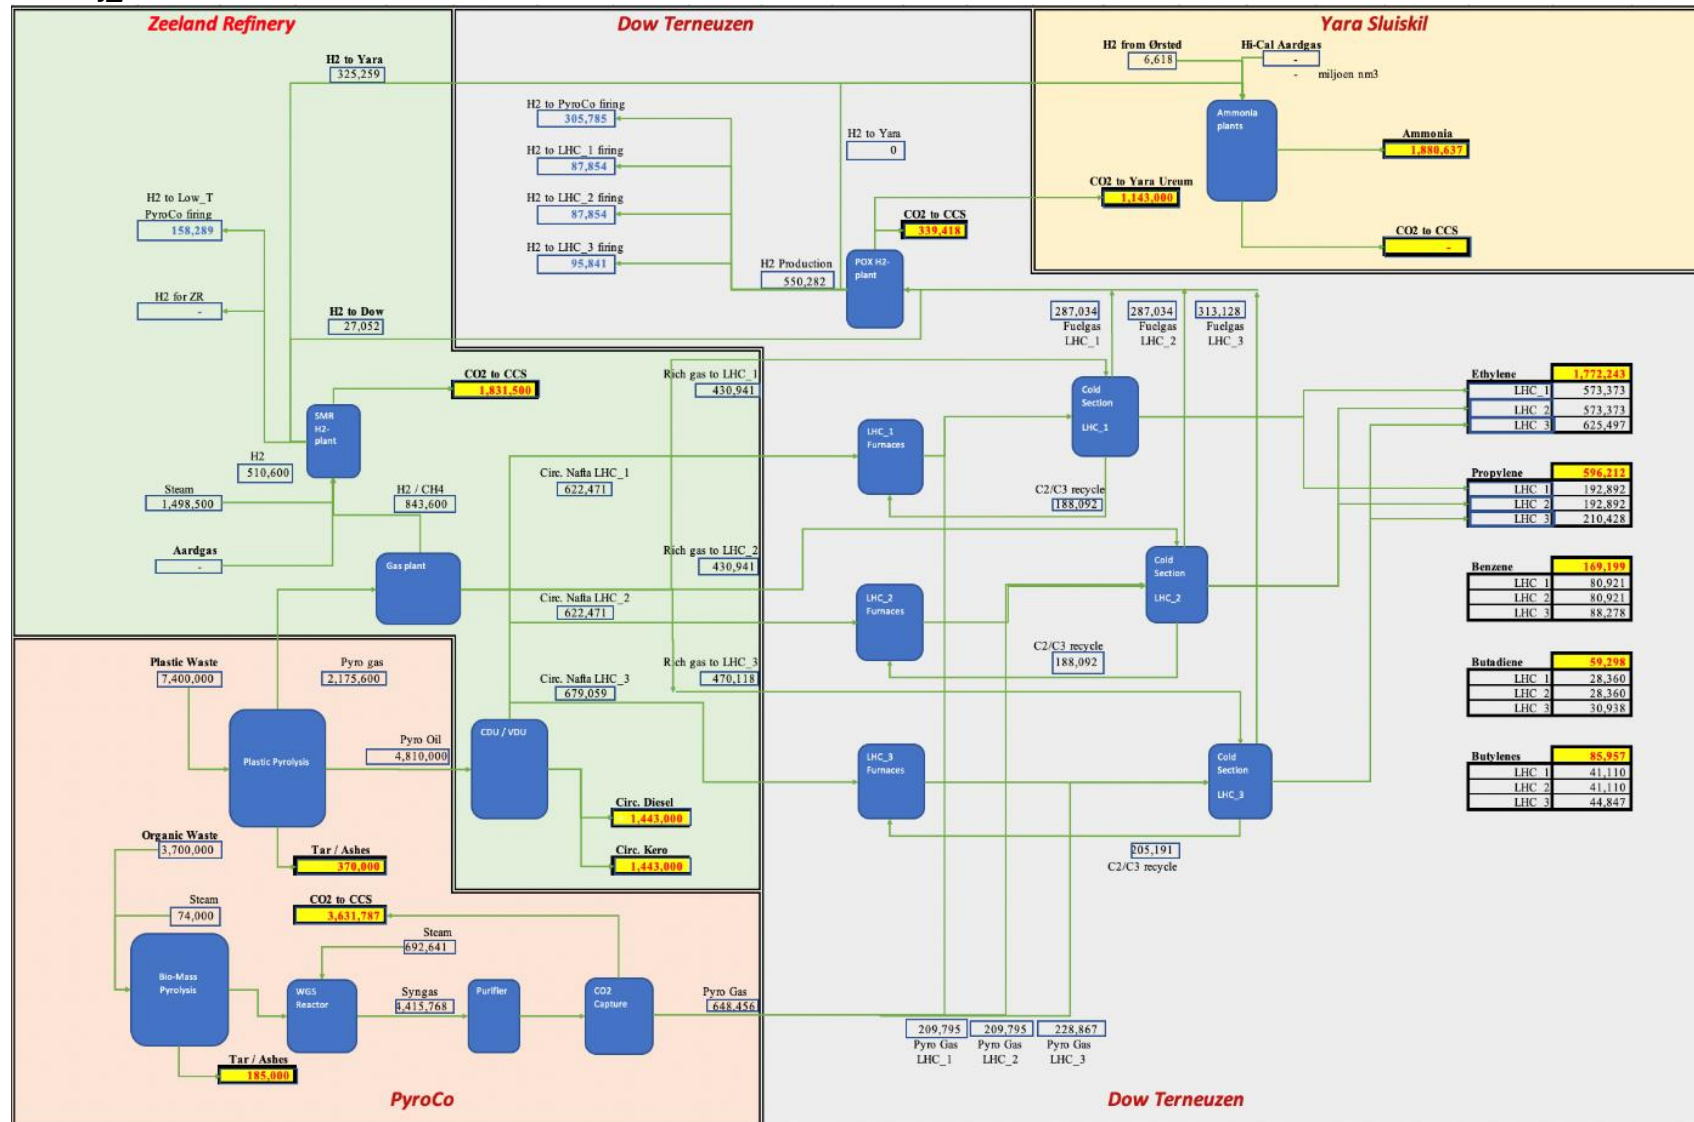 Zeeland Refinery
Dow Terneuzen
Yara Sluiskil
H2 to Yara
325,259
H2 to Low_T
PyroCo firing
158,289
H2 for ZR
-
H2 to Dow
27,052
CO2 to CCS
1,831,500
SMR
H2-
plant
H2
510,600
Steam
1,498,500
H2 / CH4
843,600
Aardgas
-
Gas plant
H2 to PyroCo firing
305,785
H2 to LHC_1 firing
87,854
H2 to LHC_2 firing
87,854
H2 to LHC_3 firing
95,841
H2 to Yara
0
CO2 to CCS
339,418
H2 Production
550,282
POX H2-
plant
H2 from Ørsted
6,618
Hi-Cal Aardgas
-
- miljoen nm3
Ammonia
plants
Ammonia
1,880,637
CO2 to Yara Ureum
1,143,000
CO2 to CCS
-
287,034
Fuelgas
LHC_1
287,034
Fuelgas
LHC_2
313,128
Fuelgas
LHC_3
Rich gas to LHC_1
430,941
Cold
Section
LHC_1
LHC_1
Furnaces
Circ. Nafta LHC_1
622,471
C2/C3 recycle
188,092
Rich gas to LHC_2
430,941
Cold
Section
LHC_2
LHC_2
Furnaces
Circ. Nafta LHC_2
622,471
C2/C3 recycle
188,092
Rich gas to LHC_3
470,118
Circ. Nafta LHC_3
679,059
CDU / VDU
LHC_3
Furnaces
Cold
Section
LHC_3
205,191
C2/C3 recycle
Circ. Diesel
1,443,000
Circ. Kero
1,443,000
Ethylene 1,772,243
LHC_1 573,373
LHC_2 573,373
LHC_3 625,497
Propylene 596,212
LHC_1 192,892
LHC_2 192,892
LHC_3 210,428
Benzene 169,199
LHC_1 80,921
LHC_2 80,921
LHC_3 88,278
Butadiene 59,298
LHC_1 28,360
LHC_2 28,360
LHC_3 30,938
Butylenes 85,957
LHC_1 41,110
LHC_2 41,110
LHC_3 44,847
Plastic Waste
7,400,000
Pyro gas
2,175,600
Plastic Pyrolysis
Pyro Oil
4,810,000
Organic Waste
3,700,000
Tar / Ashes
370,000
Steam
74,000
CO2 to CCS
3,631,787
Steam
692,641
Bio-Mass
Pyrolysis
WGS
Reactor
Syngas
4,415,768
Purifier
CO2
Capture
Pyro Gas
648,456
Tar / Ashes
185,000
209,795
Pyro Gas
LHC_1
209,795
Pyro Gas
LHC_2
228,867
Pyro Gas
LHC_3
PyroCo
Dow Terneuzen